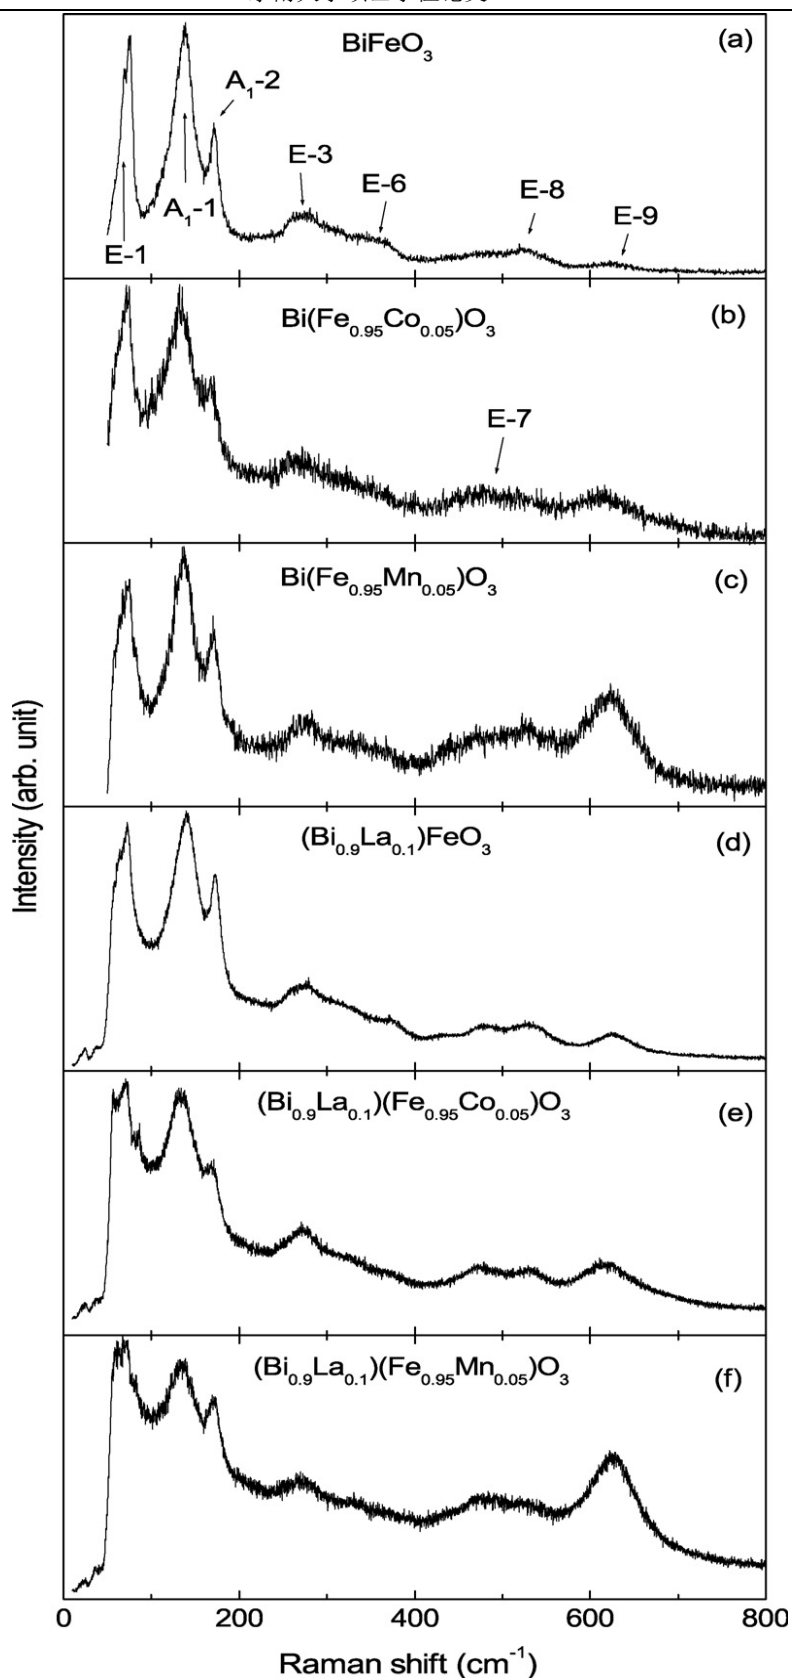 BiFeO₃ (a)
A₁-2
E-3
E-6
E-8
A₁-1
E-9
E-1
Bi(Fe₀.₉₅Co₀.₀₅)O₃ (b)
E-7
Bi(Fe₀.₉₅Mn₀.₀₅)O₃ (c)
Intensity (arb. unit)
(Bi₀.₉La₀.₁)FeO₃ (d)
(Bi₀.₉La₀.₁)(Fe₀.₉₅Co₀.₀₅)O₃ (e)
(Bi₀.₉La₀.₁)(Fe₀.₉₅Mn₀.₀₅)O₃ (f)
0 200 400 600 800
Raman shift (cm⁻¹)